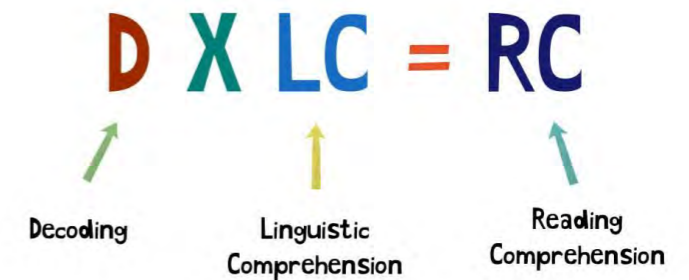 D X LC = RC
Decoding
Linguistic
Comprehension
Reading
Comprehension